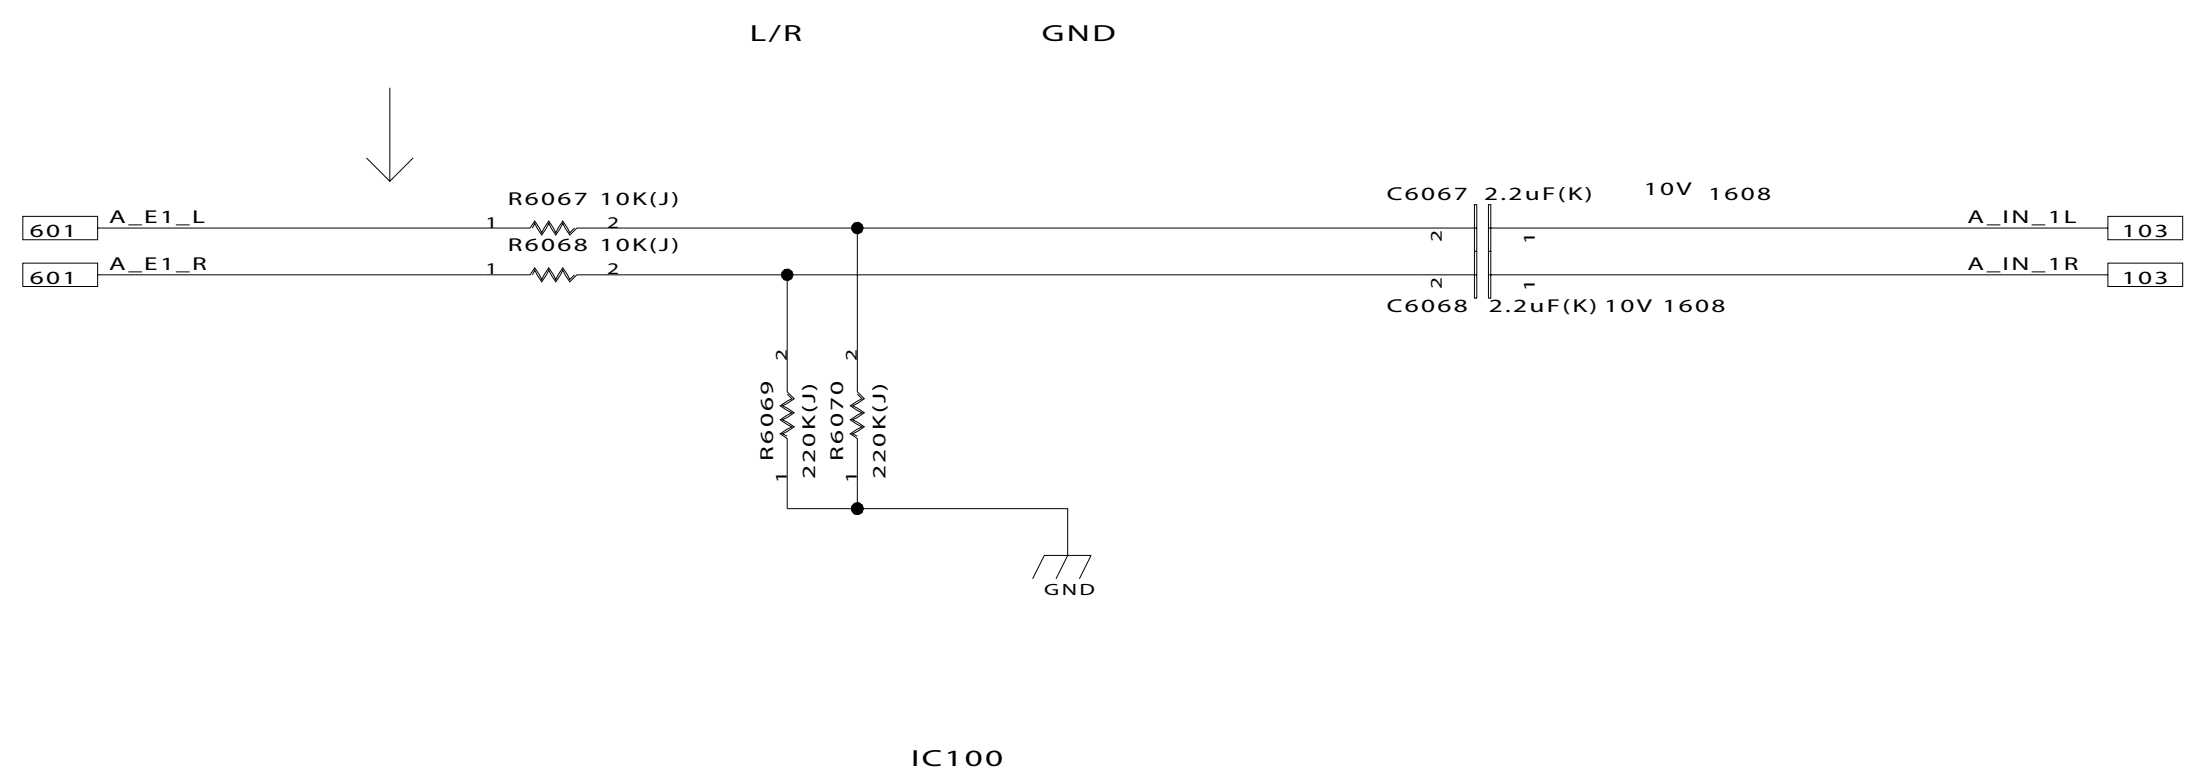 L/R GND
R6067 10K(J)
C6067 2.2uF(K) 10V 1608
601 A_E1_L 1 2 2 1 A_IN_1L 103
R6068 10K(J)
601 A_E1_R 1 2 2 1 A_IN_1R 103
C6068 2.2uF(K) 10V 1608
2 2
R6069 220K(J) R6070 220K(J)
1 1
GND
IC100